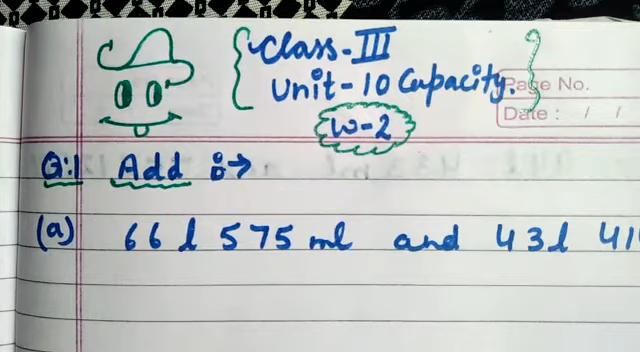 Class-III
Unit-10 Capacity.
Page No.
W-2
Date : / /
Q:1 Add :→
(a) 66 l 575 ml and 43 l